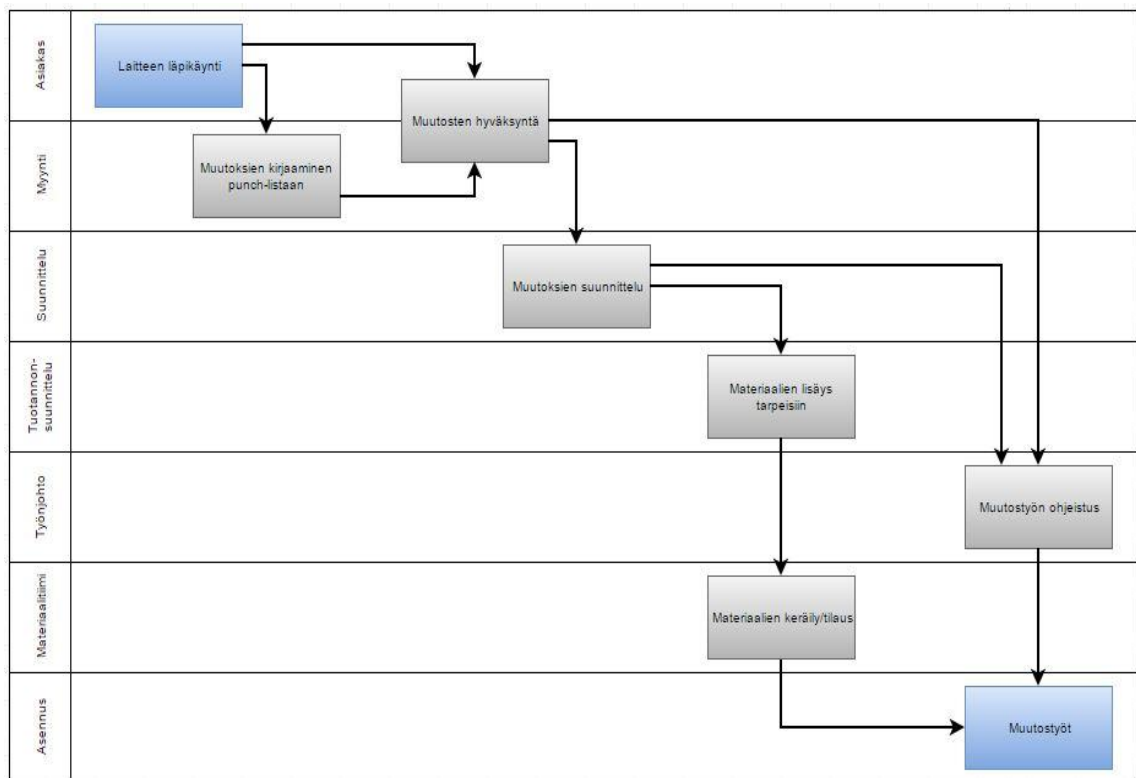 Asiakas
Laitteen läpikäynti
Muutosten hyväksyntä
Myynti
Muutoksien kirjaaminen
punch-listaan
Suunnittelu
Muutoksien suunnittelu
Tuotannon-
suunnittelu
Materiaalien lisäys
tarpeisiin
Työnjohto
Muutostyön ohjeistus
Materiaalitiimi
Materiaalien keräily/tilaus
Asennus
Muutostyöt